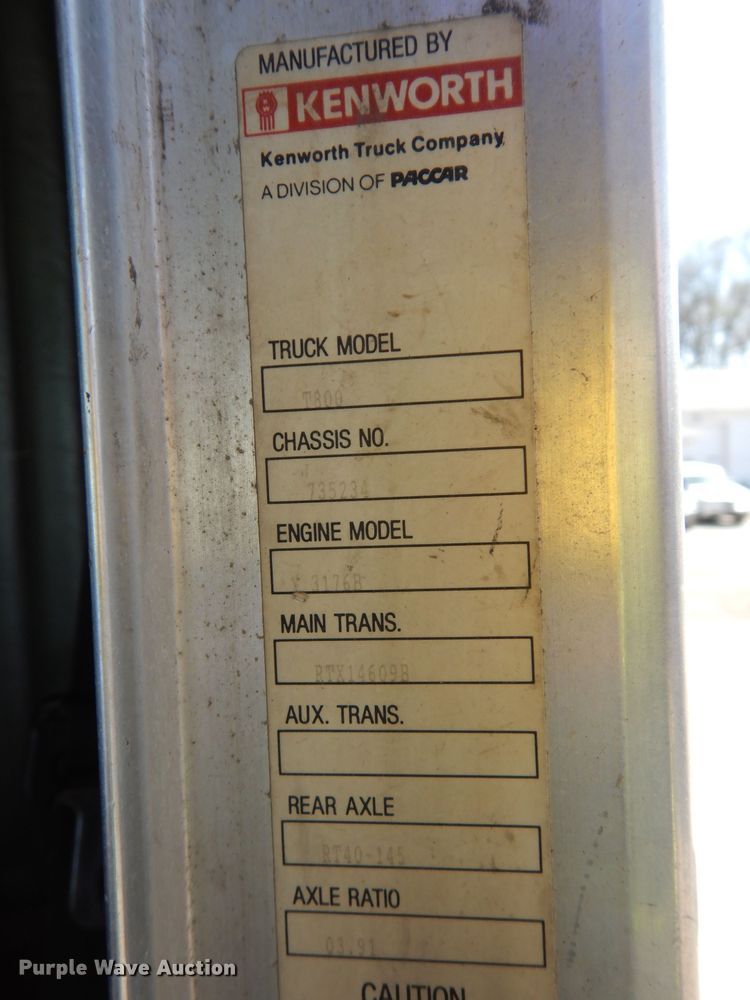 MANUFACTURED BY
KENWORTH
Kenworth Truck Company,
A DIVISION OF PACCAR
TRUCK MODEL
T800
CHASSIS NO.
735234
ENGINE MODEL
3176B
MAIN TRANS.
RTX14609B
AUX. TRANS.
REAR AXLE
RT40-145
AXLE RATIO
03.91
CAUTION
Purple Wave Auction